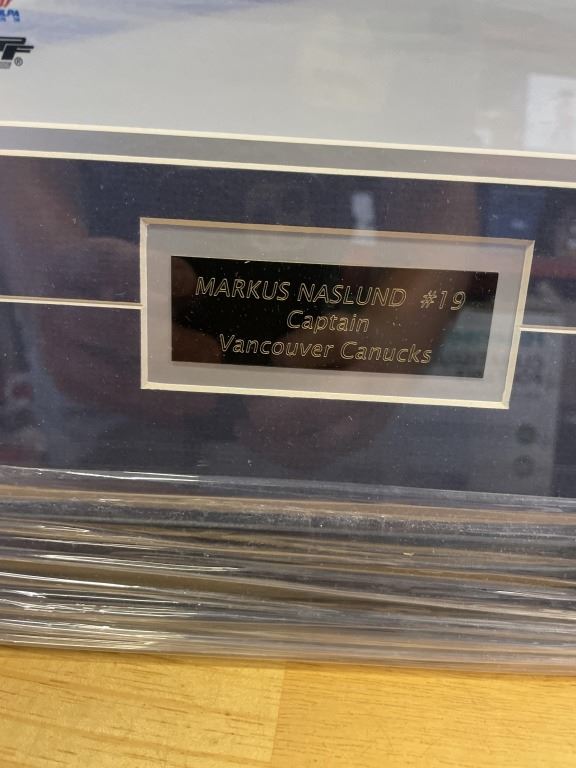 MARKUS NASLUND #19
Captain
Vancouver Canucks